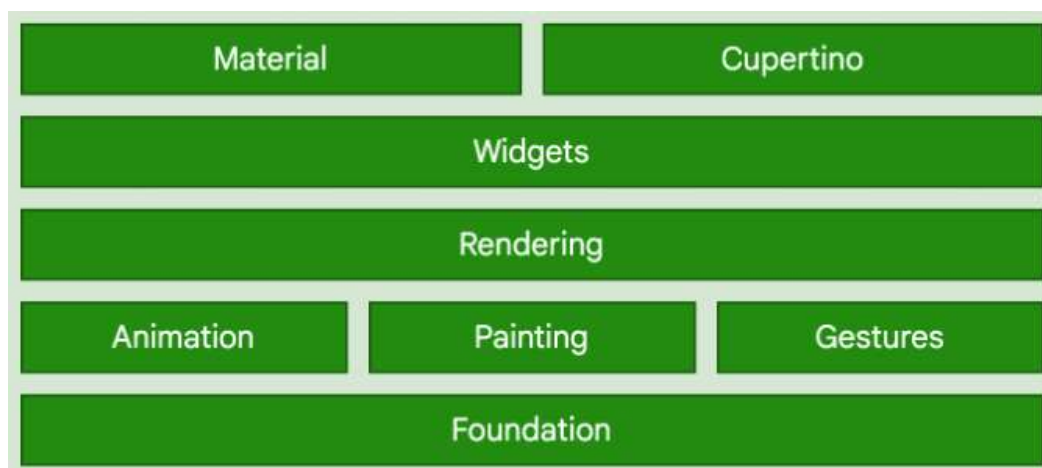 Material Cupertino
Widgets
Rendering
Animation Painting Gestures
Foundation